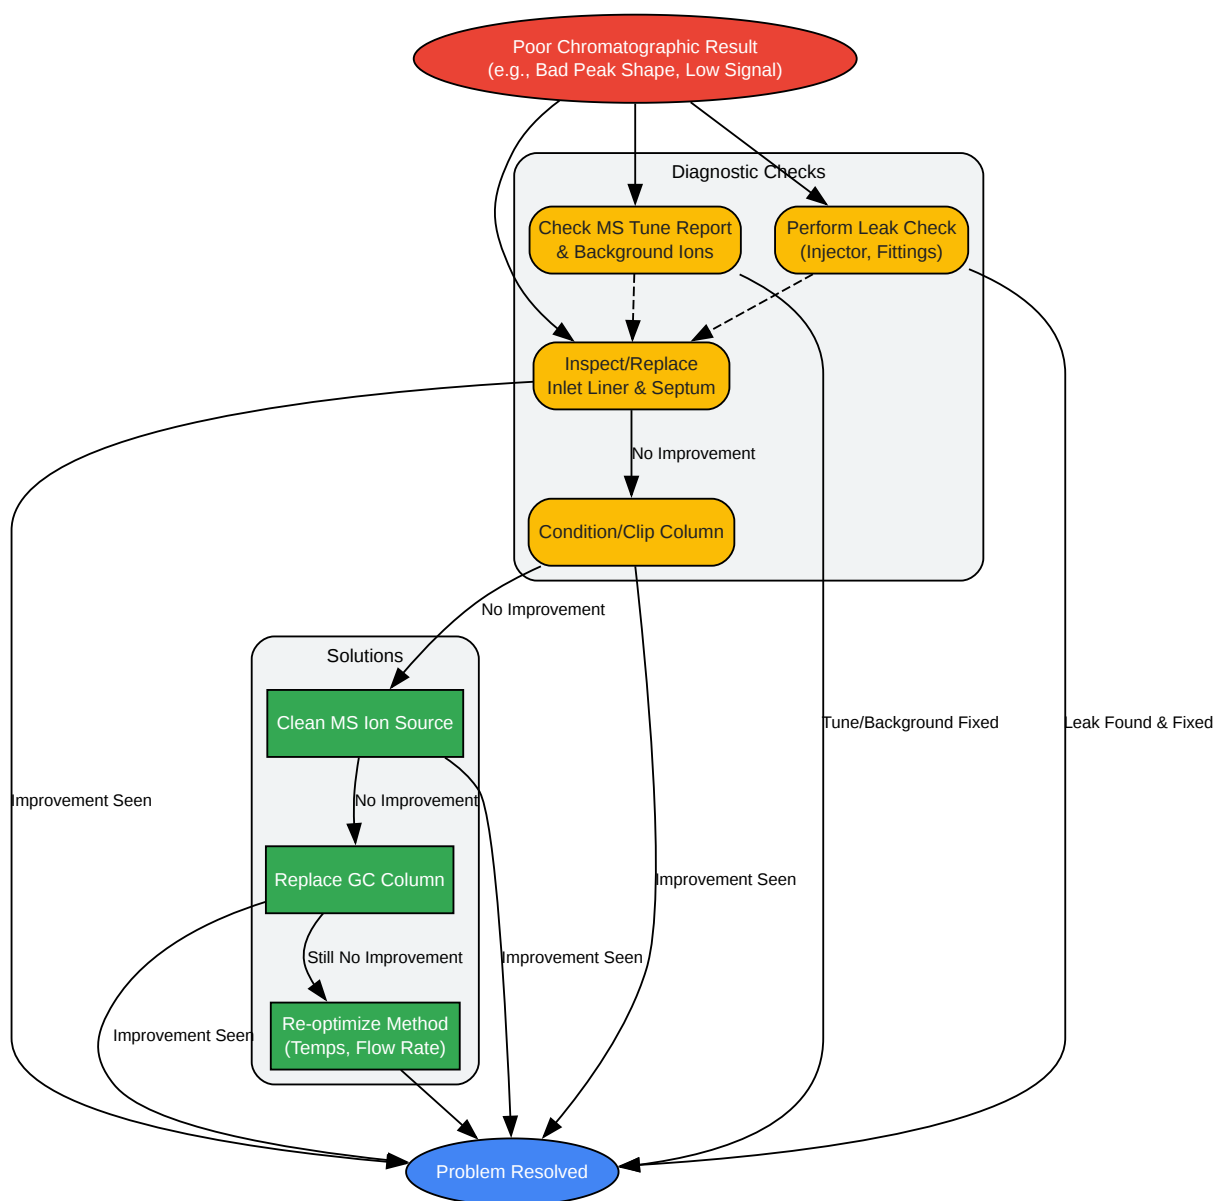 Poor Chromatographic Result
(e.g., Bad Peak Shape, Low Signal)
Diagnostic Checks
Check MS Tune Report
& Background Ions
Perform Leak Check
(Injector, Fittings)
Inspect/Replace
Inlet Liner & Septum
No Improvement
Condition/Clip Column
No Improvement
Solutions
Clean MS Ion Source
Tune/Background Fixed
Leak Found & Fixed
Improvement Seen
No Improvement
Replace GC Column
Improvement Seen
Still No Improvement
Improvement Seen
Improvement Seen
Re-optimize Method
(Temps, Flow Rate)
Problem Resolved